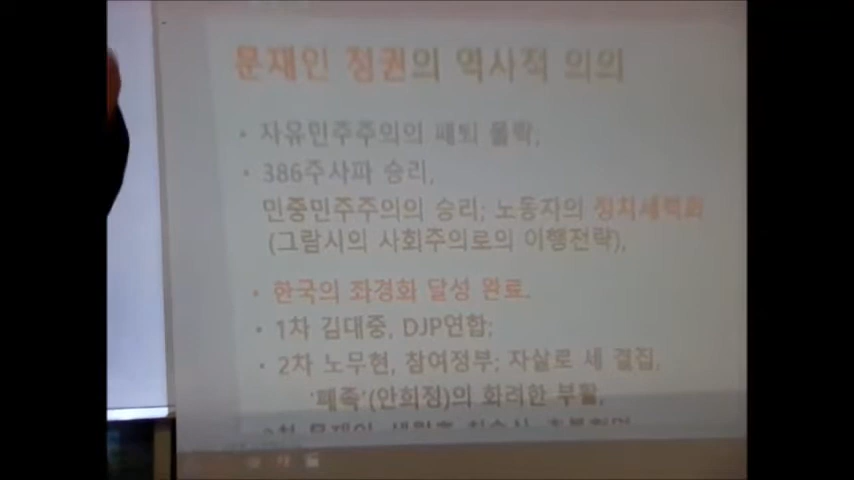 문재인 정권의 역사적 의의
• 자유민주주의의 패퇴 몰락,
• 386주사파 승리,
민중민주주의의 승리; 노동자의 정치세력화
(그람시의 사회주의로의 이행전략),
• 한국의 좌경화 달성 완료.
• 1차 김대중, DJP연합;
• 2차 노무현, 참여정부; 자살로 세 결집,
'폐족'(안희정)의 화려한 부활,
문재인,